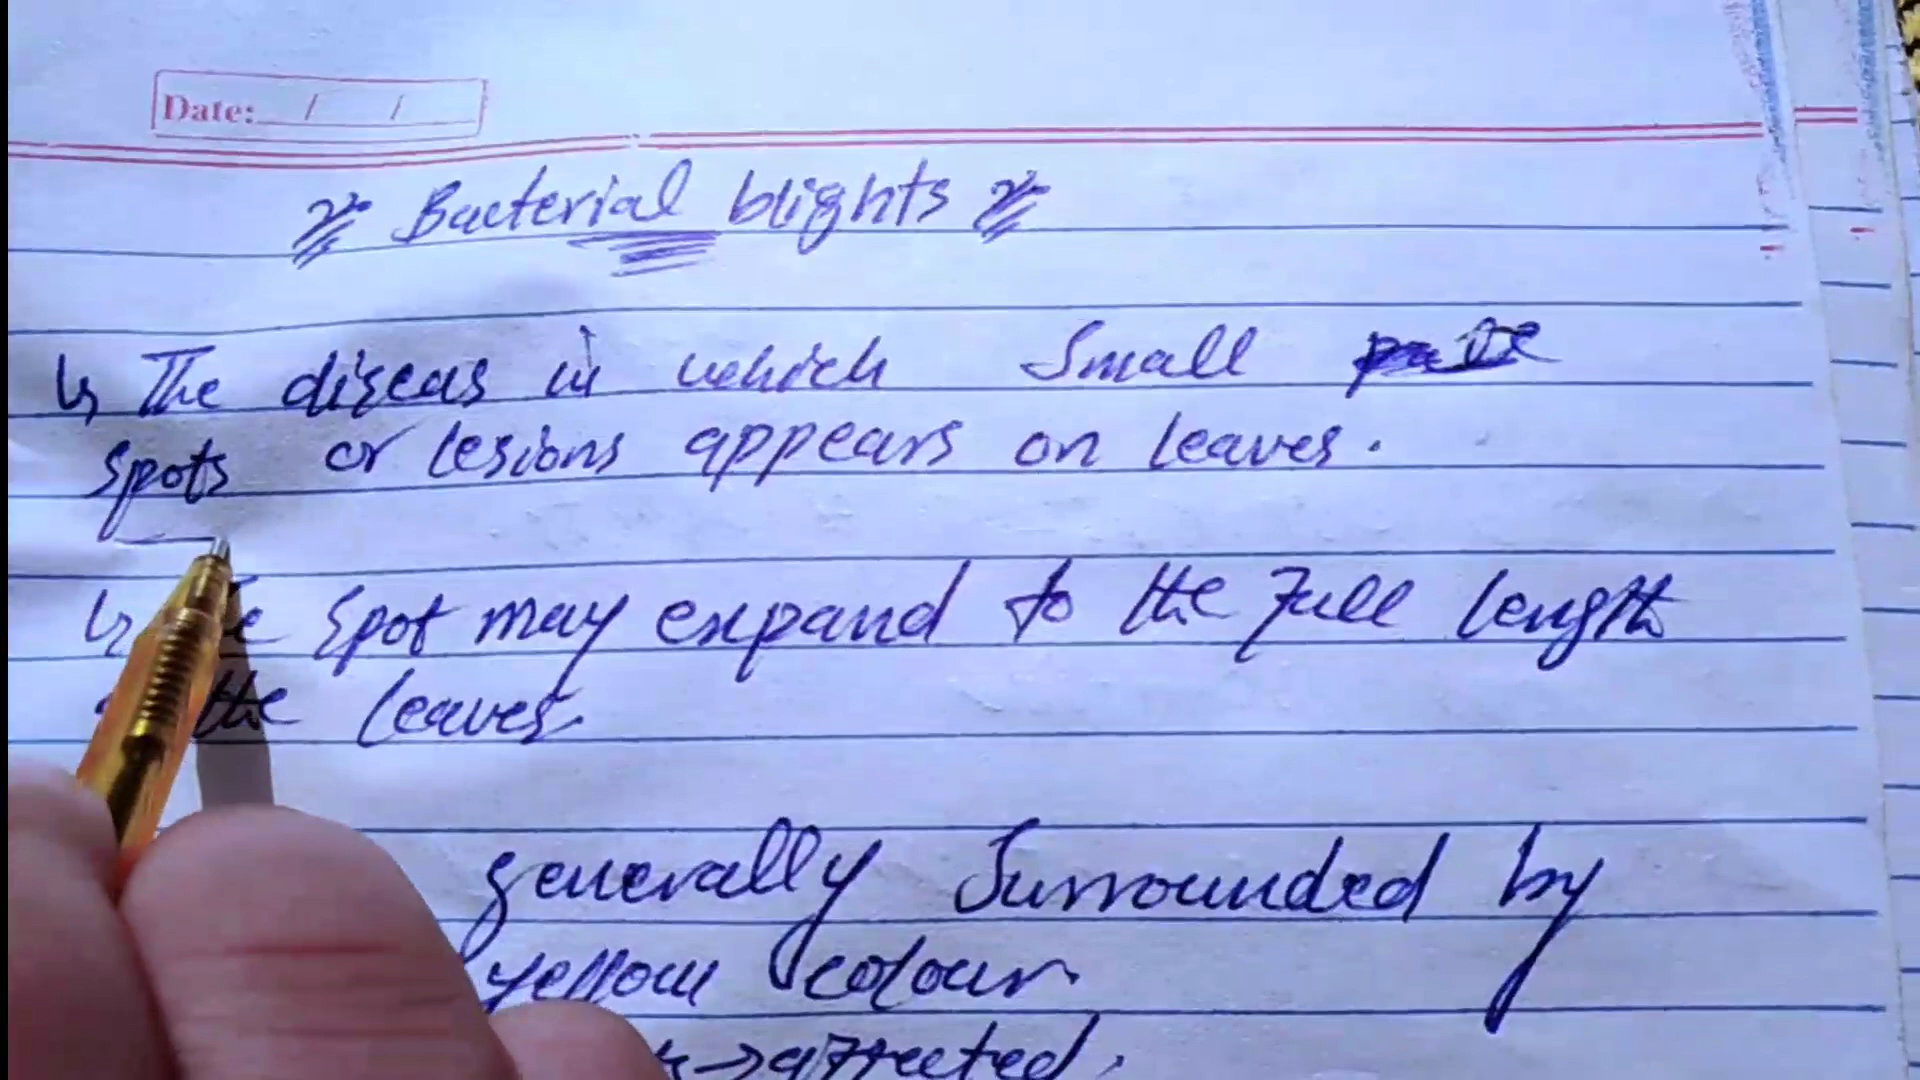 Date: / /
Bacterial blights
The diseas in which Small
spots or lesions appears on leaves.
Spot may expand to the Full length
the leaves.
generally Surrounded by
yellow colour.
→ affected.